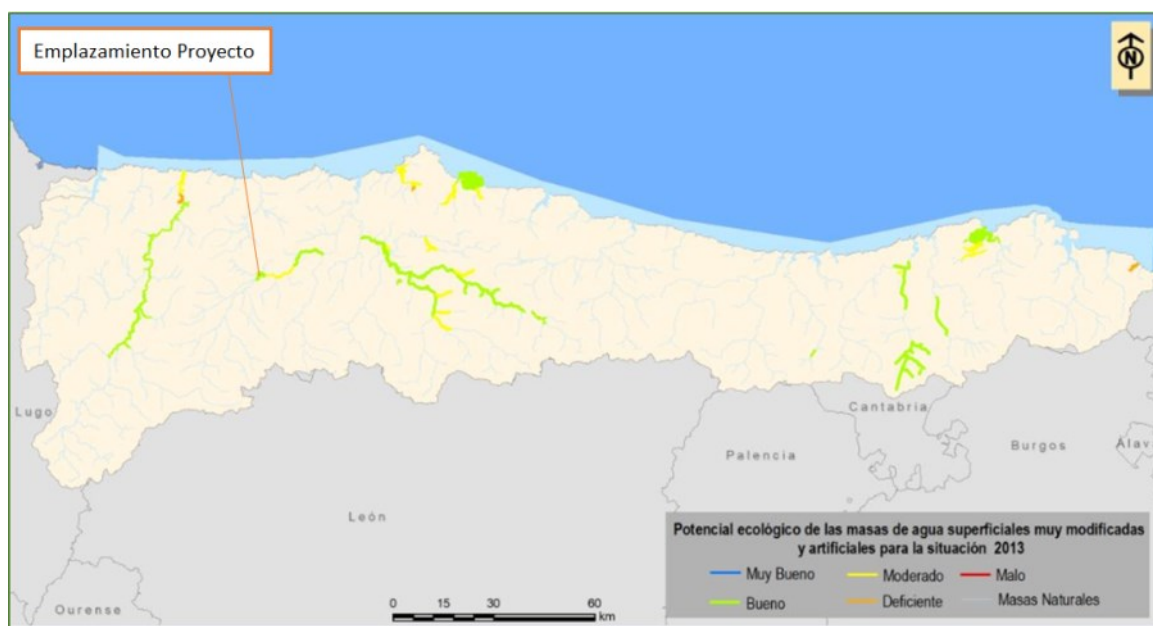 Emplazamiento Proyecto
N
Lugo
Cantabria
Burgos
Álav
Palencia
León
Ourense
Potencial ecológico de las masas de agua superficiales muy modificadas
y artificiales para la situación 2013
Muy Bueno
Moderado
Malo
Bueno
Deficiente
Masas Naturales
0 15 30 60
km